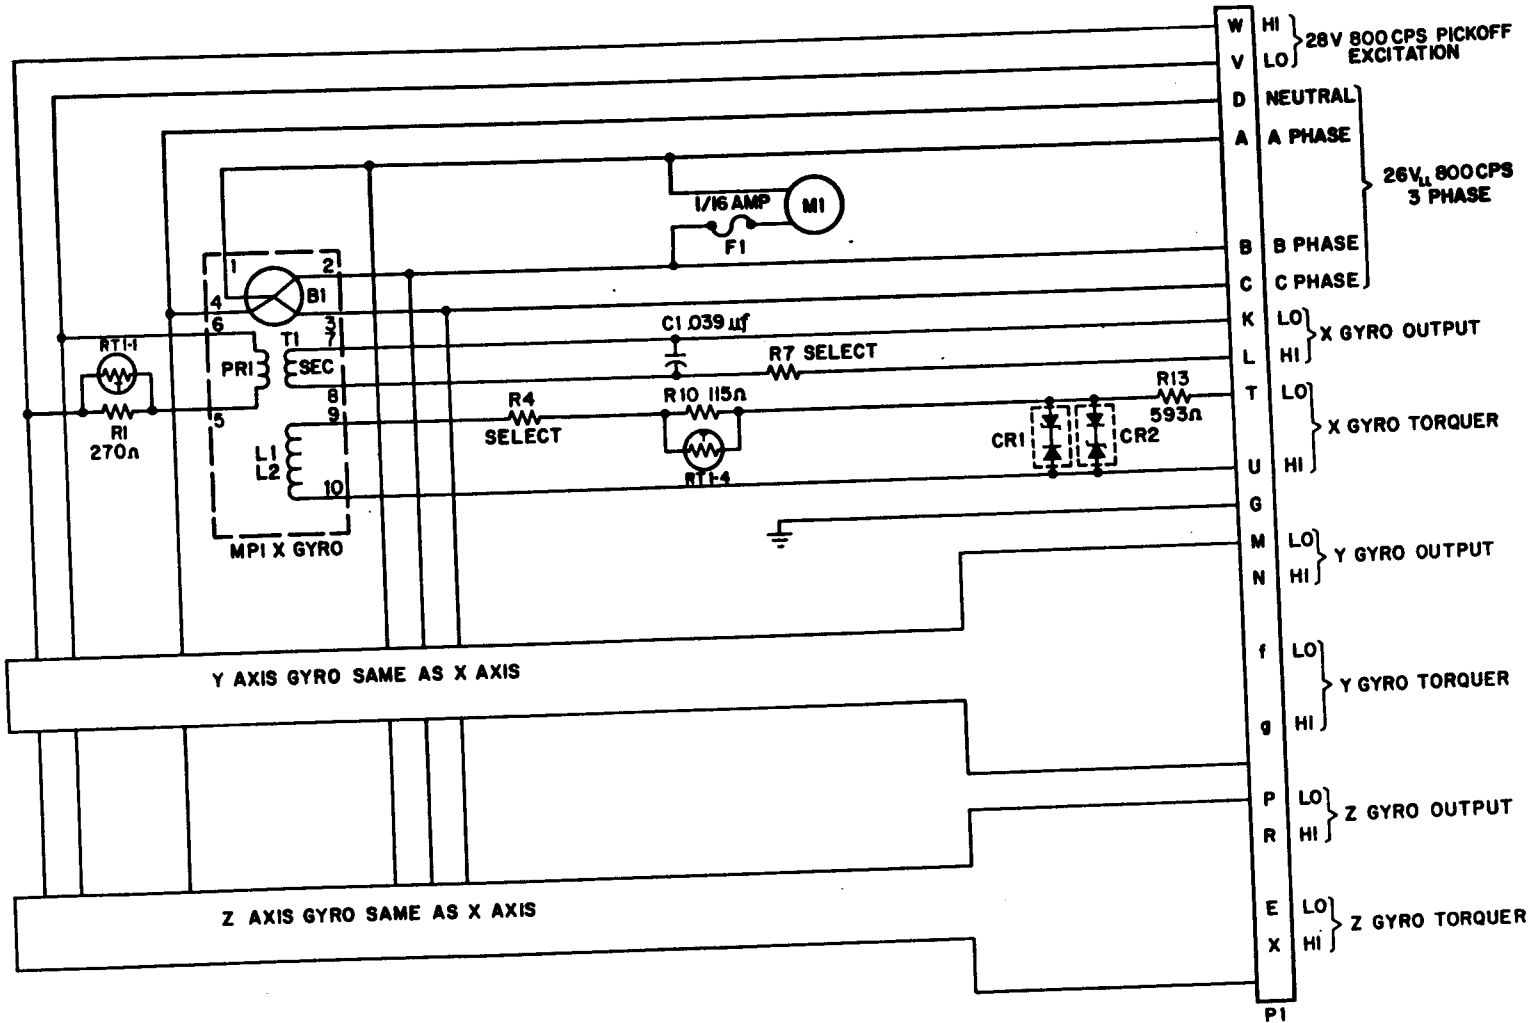 W HI
28V 800 CPS PICKOFF
EXCITATION
V LO
D NEUTRAL
A A PHASE
26V 800 CPS
3 PHASE
1/16 AMP
M1
F1
B B PHASE
C C PHASE
1 2
B1
4 3
6 7
T1
PRI SEC
5 8
RT1-1
R1
270Ω
C1 .039 µf
R7 SELECT
K LO
X GYRO OUTPUT
L HI
9
R4
SELECT
R10 115Ω
RT1-4
R13
593Ω
CR1 CR2
T LO
X GYRO TORQUER
U HI
L1
L2
10
MPI X GYRO
G
M LO
Y GYRO OUTPUT
N HI
f LO
Y GYRO TORQUER
g HI
Y AXIS GYRO SAME AS X AXIS
P LO
Z GYRO OUTPUT
R HI
E LO
Z GYRO TORQUER
X HI
Z AXIS GYRO SAME AS X AXIS
P1